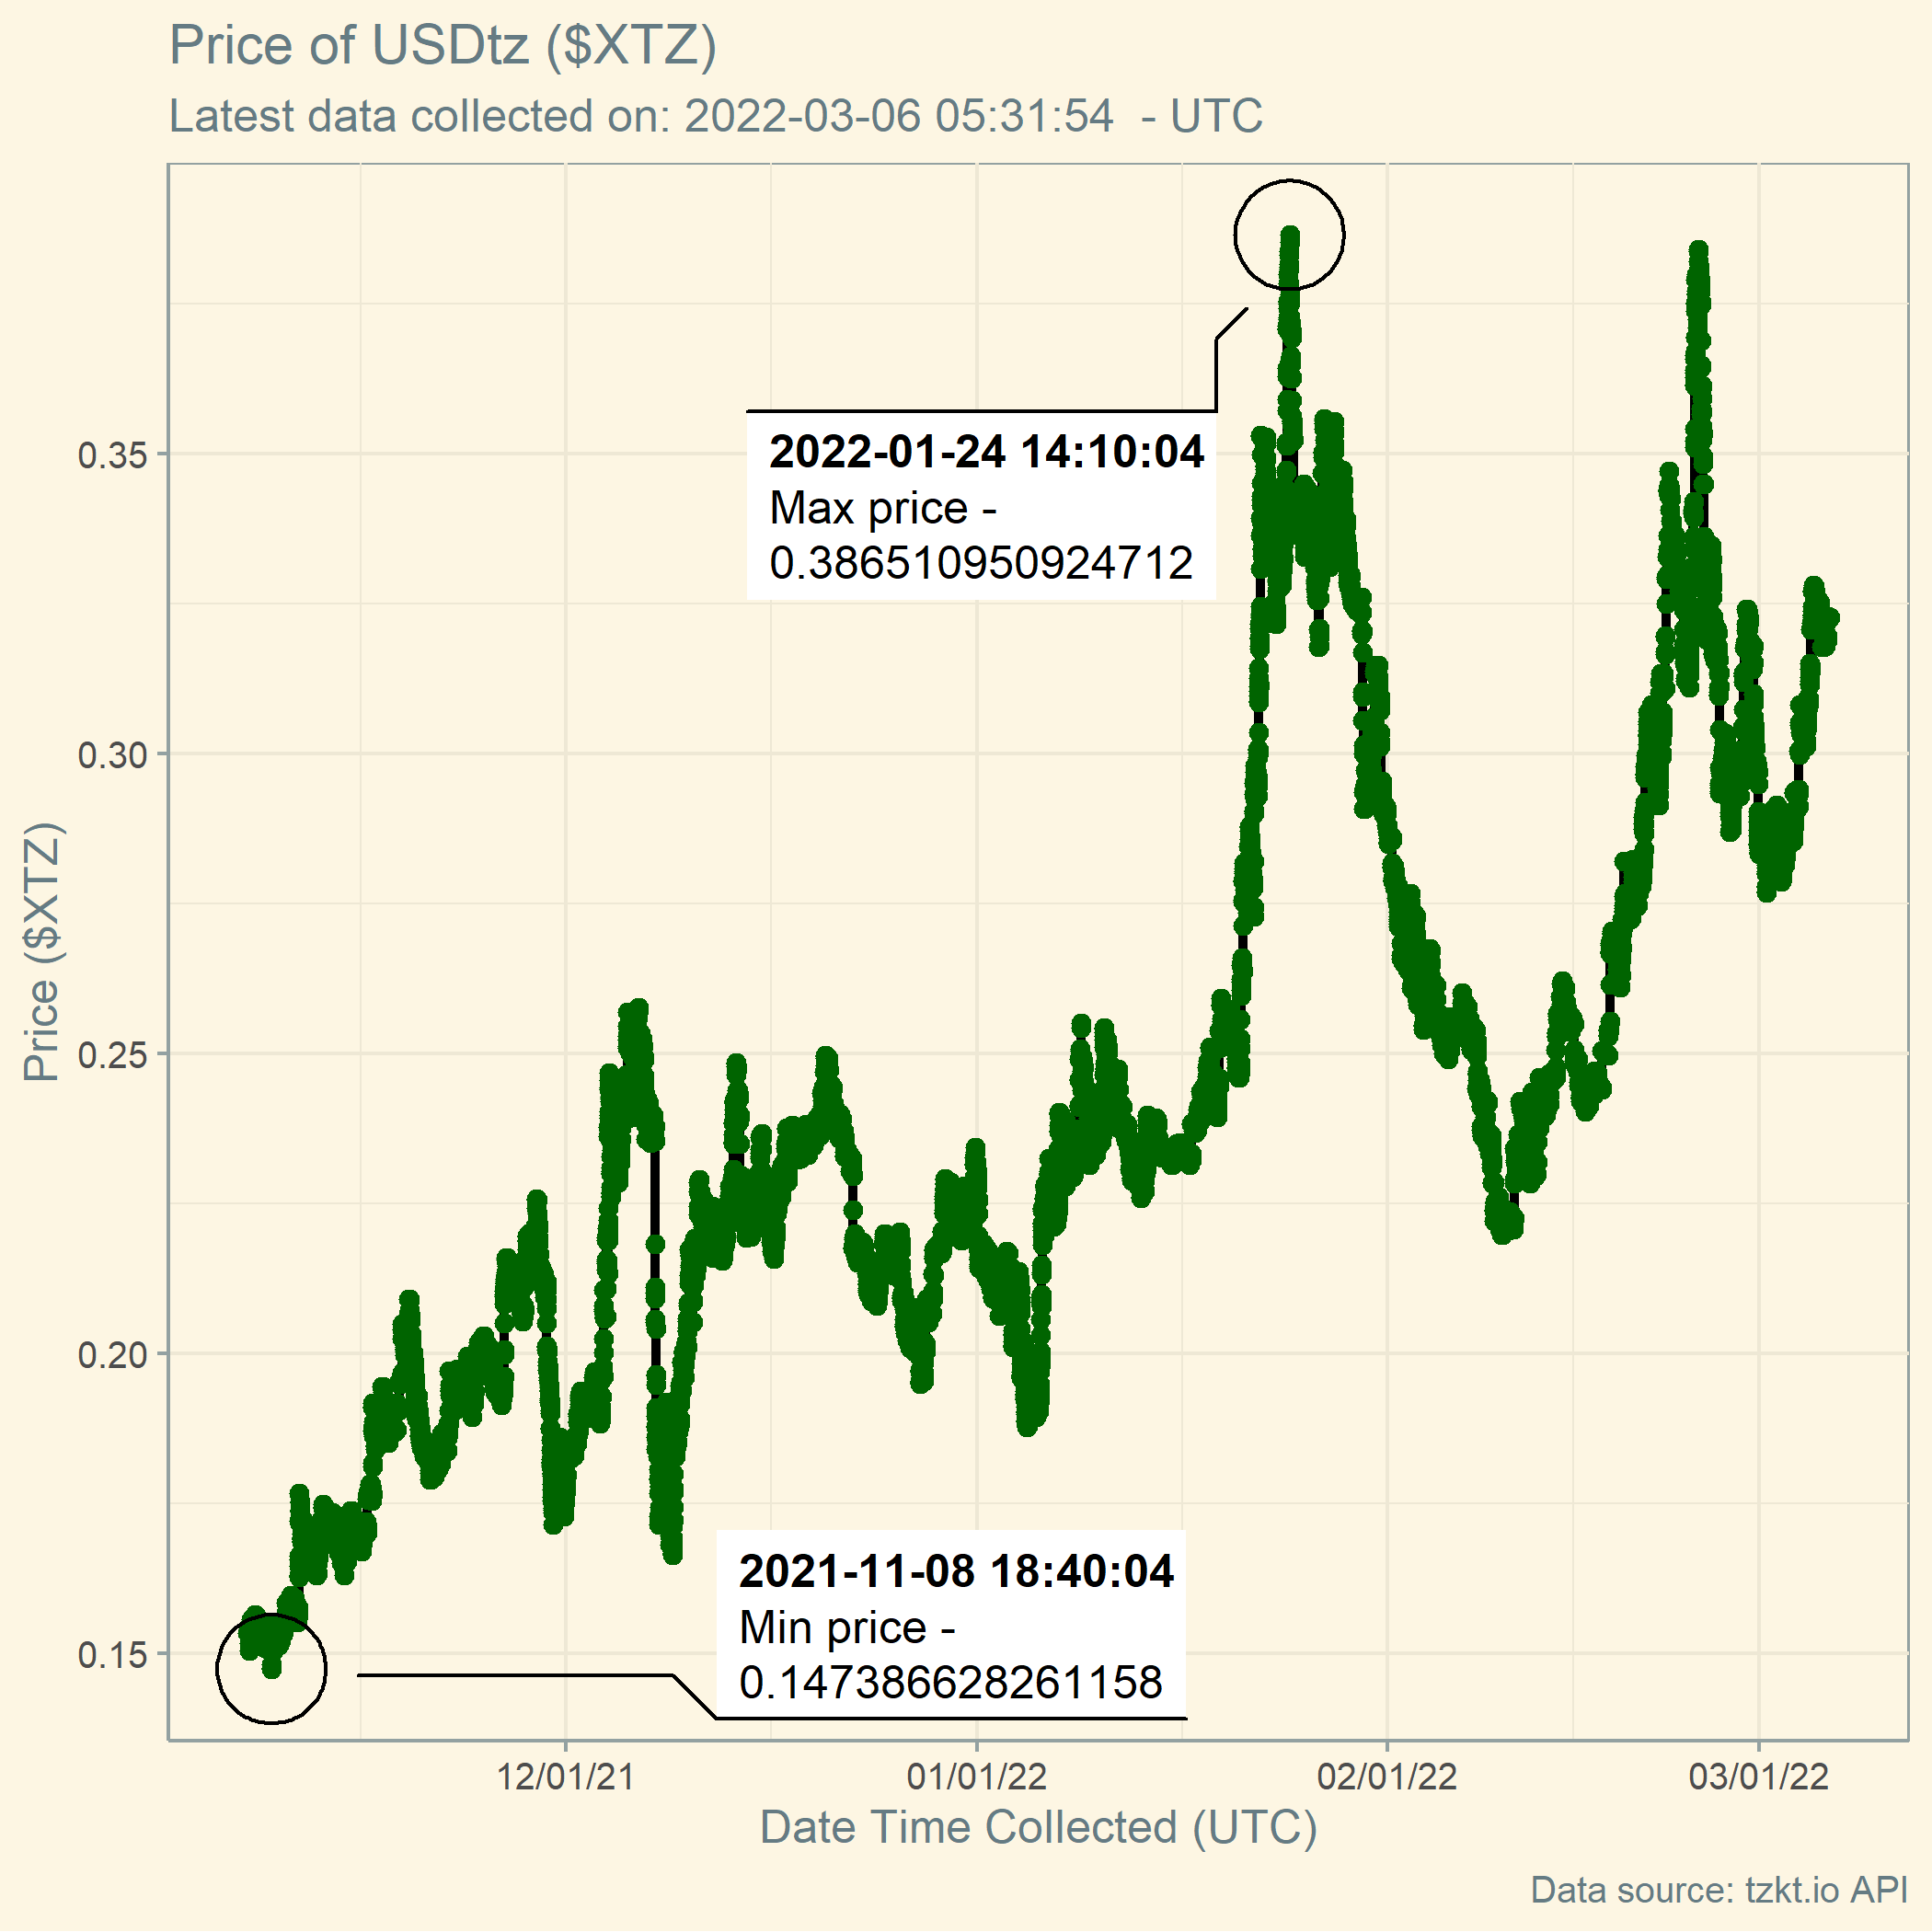 Price of USDtz ($XTZ)
Latest data collected on: 2022-03-06 05:31:54  - UTC
2022-01-24 14:10:04
Max price -
0.386510950924712
0.35
0.30
0.25
0.20
0.15
Price ($XTZ)
2021-11-08 18:40:04
Min price -
0.147386628261158
12/01/21
01/01/22
02/01/22
03/01/22
Date Time Collected (UTC)
Data source: tzkt.io API